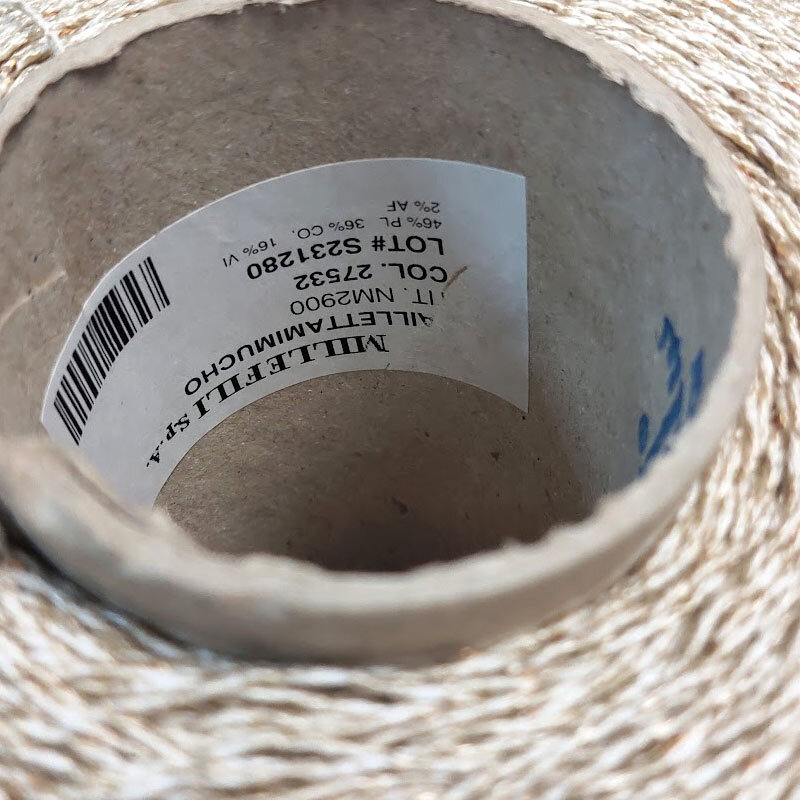 MILLEFILI S.p.A.
AILLETTAMIMUCHO
IT. NM2900
COL. 27532
LOT# S231280
46% PL 36% CO. 16% VI
2% AF